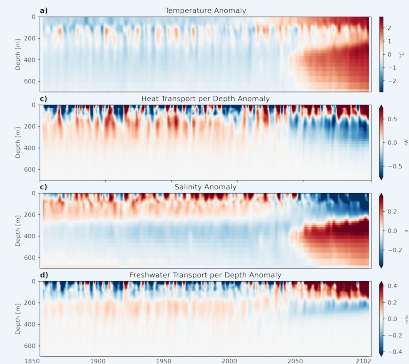 a)
Temperature Anomaly
0
200
400
600
Depth [m]
2
1
0
−1
−2
°C
c)
Heat Transport per Depth Anomaly
0
200
400
600
Depth [m]
0.5
0.0
−0.5
c)
Salinity Anomaly
0
200
400
600
Depth [m]
0.2
0.0
−0.2
d)
Freshwater Transport per Depth Anomaly
0
200
400
600
Depth [m]
0.4
0.2
0.0
−0.2
−0.4
1850
1900
1950
2000
2050
2102